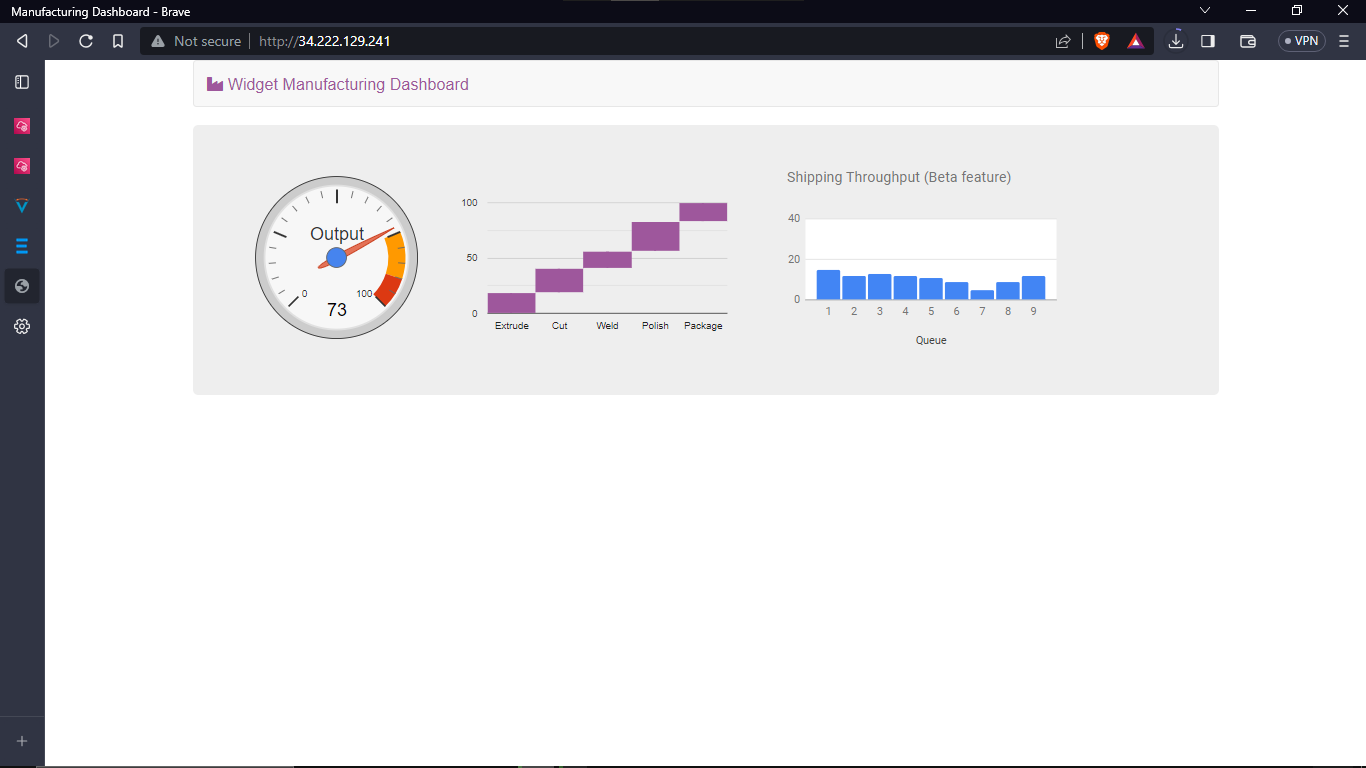 Manufacturing Dashboard - Brave
Not secure http://34.222.129.241
VPN
Widget Manufacturing Dashboard
Output
0
100
73
100
50
0
Extrude Cut Weld Polish Package
Shipping Throughput (Beta feature)
40
20
0
1 2 3 4 5 6 7 8 9
Queue